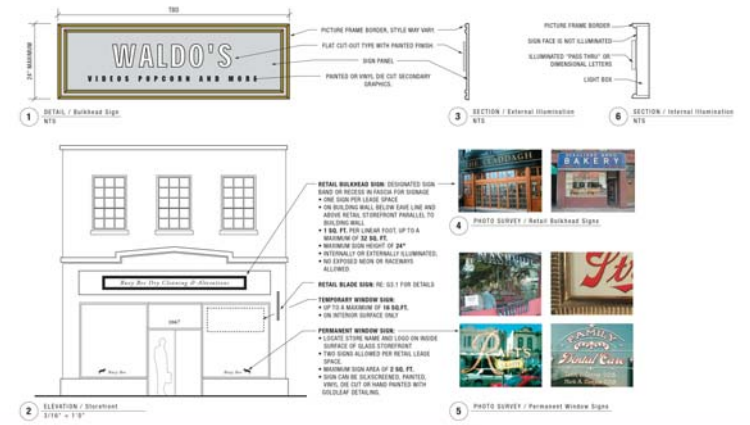 TBD
24" MAXIMUM
WALDO'S
VIDEOS POPCORN AND MORE
PICTURE FRAME BORDER, STYLE MAY VARY.
FLAT CUT-OUT TYPE WITH PAINTED FINISH.
SIGN PANEL
PAINTED OR VINYL DIE CUT SECONDARY
GRAPHICS.
1 DETAIL / Bulkhead Sign
NTS
3 SECTION / External Illumination
NTS
PICTURE FRAME BORDER
SIGN FACE IS NOT ILLUMINATED
ILLUMINATED "PASS THRU" OR
DIMENSIONAL LETTERS
LIGHT BOX
6 SECTION / Internal Illumination
NTS
Busy Bee Dry Cleaning & Alterations
1067
Busy Bee
Busy Bee
2 ELEVATION / Storefront
3/16" = 1'0"
RETAIL BULKHEAD SIGN: DESIGNATED SIGN
BAND OR RECESS IN FASCIA FOR SIGNAGE
• ONE SIGN PER LEASE SPACE
• ON BUILDING WALL BELOW EAVE LINE AND
ABOVE RETAIL STOREFRONT PARALLEL TO
BUILDING WALL
• 1 SQ. FT. PER LINEAR FOOT, UP TO A
MAXIMUM OF 32 SQ. FT.
• MAXIMUM SIGN HEIGHT OF 24"
• INTERNALLY OR EXTERNALLY ILLUMINATED,
NO EXPOSED NEON OR RACEWAYS
ALLOWED.
RETAIL BLADE SIGN: RE: G3.1 FOR DETAILS
TEMPORARY WINDOW SIGN:
• UP TO A MAXIMUM OF 16 SQ.FT.
• ON INTERIOR SURFACE ONLY
PERMANENT WINDOW SIGN:
• LOCATE STORE NAME AND LOGO ON INSIDE
SURFACE OF GLASS STOREFRONT
• TWO SIGNS ALLOWED PER RETAIL LEASE
SPACE.
• MAXIMUM SIGN AREA OF 2 SQ. FT.
• SIGN CAN BE SILKSCREENED, PAINTED,
VINYL DIE CUT OR HAND PAINTED WITH
GOLDLEAF DETAILING.
BAKERY
4 PHOTO SURVEY / Retail Bulkhead Signs
FAMILY
Dental Care
5 PHOTO SURVEY / Permanent Window Signs